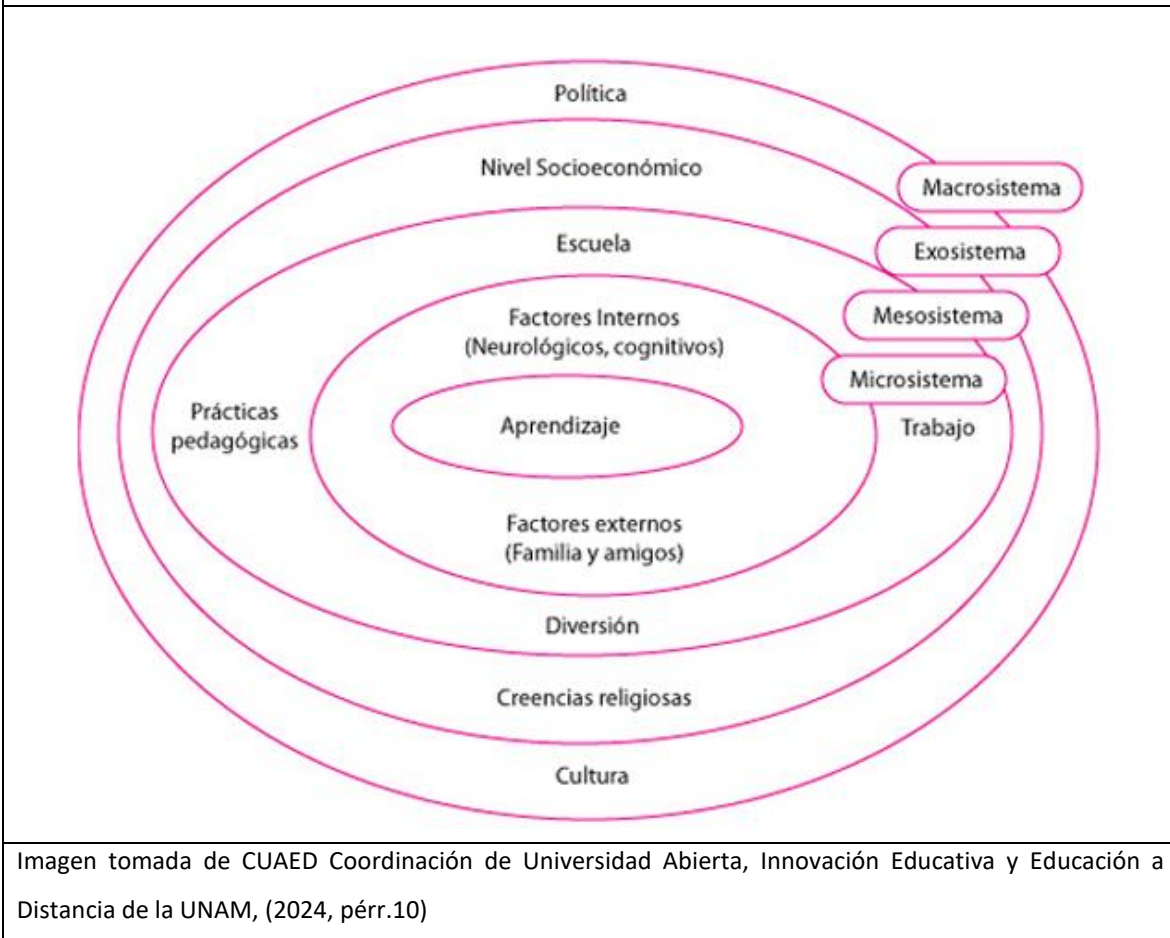 Política
Nivel Socioeconómico
Macrosistema
Escuela
Exosistema
Factores Internos
(Neurológicos, cognitivos)
Mesosistema
Microsistema
Prácticas
pedagógicas
Aprendizaje
Trabajo
Factores externos
(Familia y amigos)
Diversión
Creencias religiosas
Cultura
Imagen tomada de CUAED Coordinación de Universidad Abierta, Innovación Educativa y Educación a
Distancia de la UNAM, (2024, pérr.10)